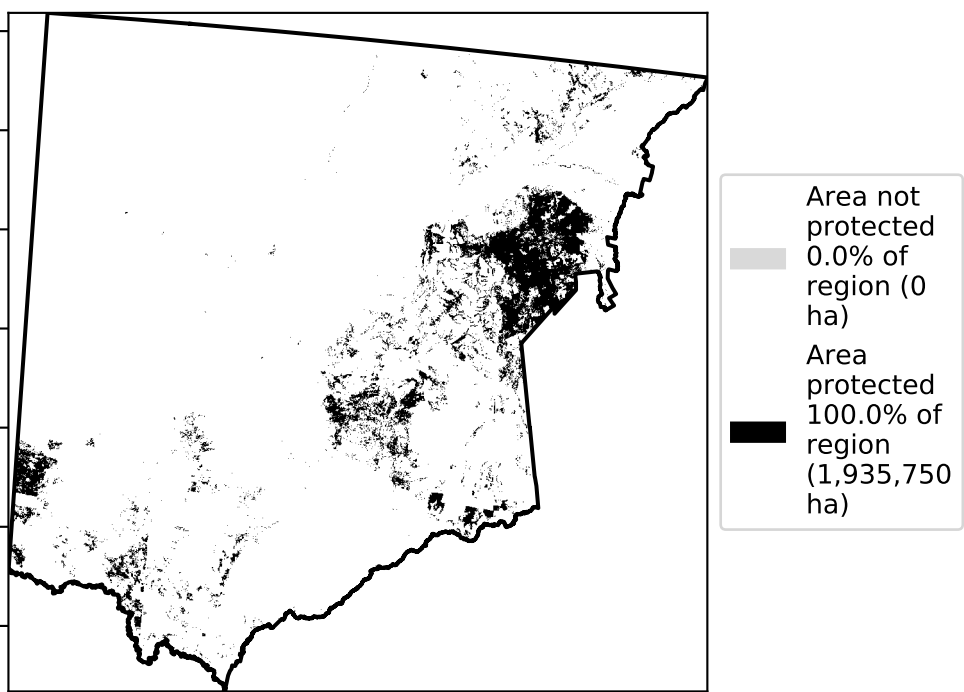 Area not
protected
0.0% of
region (0
ha)
Area
protected
100.0% of
region
(1,935,750
ha)